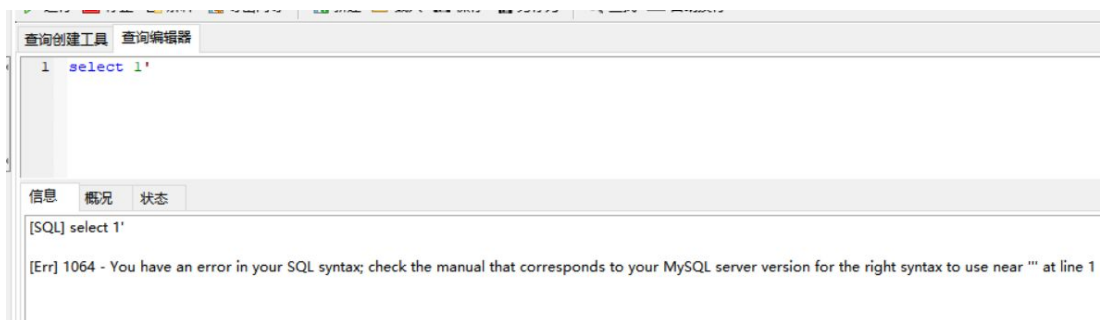 查询创建工具 查询编辑器
1 select 1'
信息 概况 状态
[SQL] select 1'
[Err] 1064 - You have an error in your SQL syntax; check the manual that corresponds to your MySQL server version for the right syntax to use near ''' at line 1